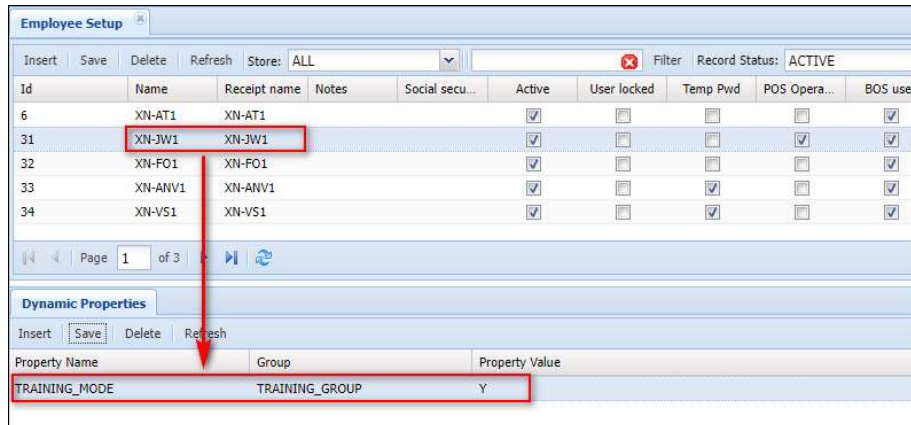 Employee Setup
Insert Save Delete Refresh Store: ALL Filter Record Status: ACTIVE
Id Name Receipt name Notes Social secu... Active User locked Temp Pwd POS Opera... BOS use
6 XN-AT1 XN-AT1
31 XN-JW1 XN-JW1
32 XN-FO1 XN-FO1
33 XN-ANV1 XN-ANV1
34 XN-VS1 XN-VS1
Page 1 of 3
Dynamic Properties
Insert Save Delete Refresh
Property Name Group Property Value
TRAINING_MODE TRAINING_GROUP Y